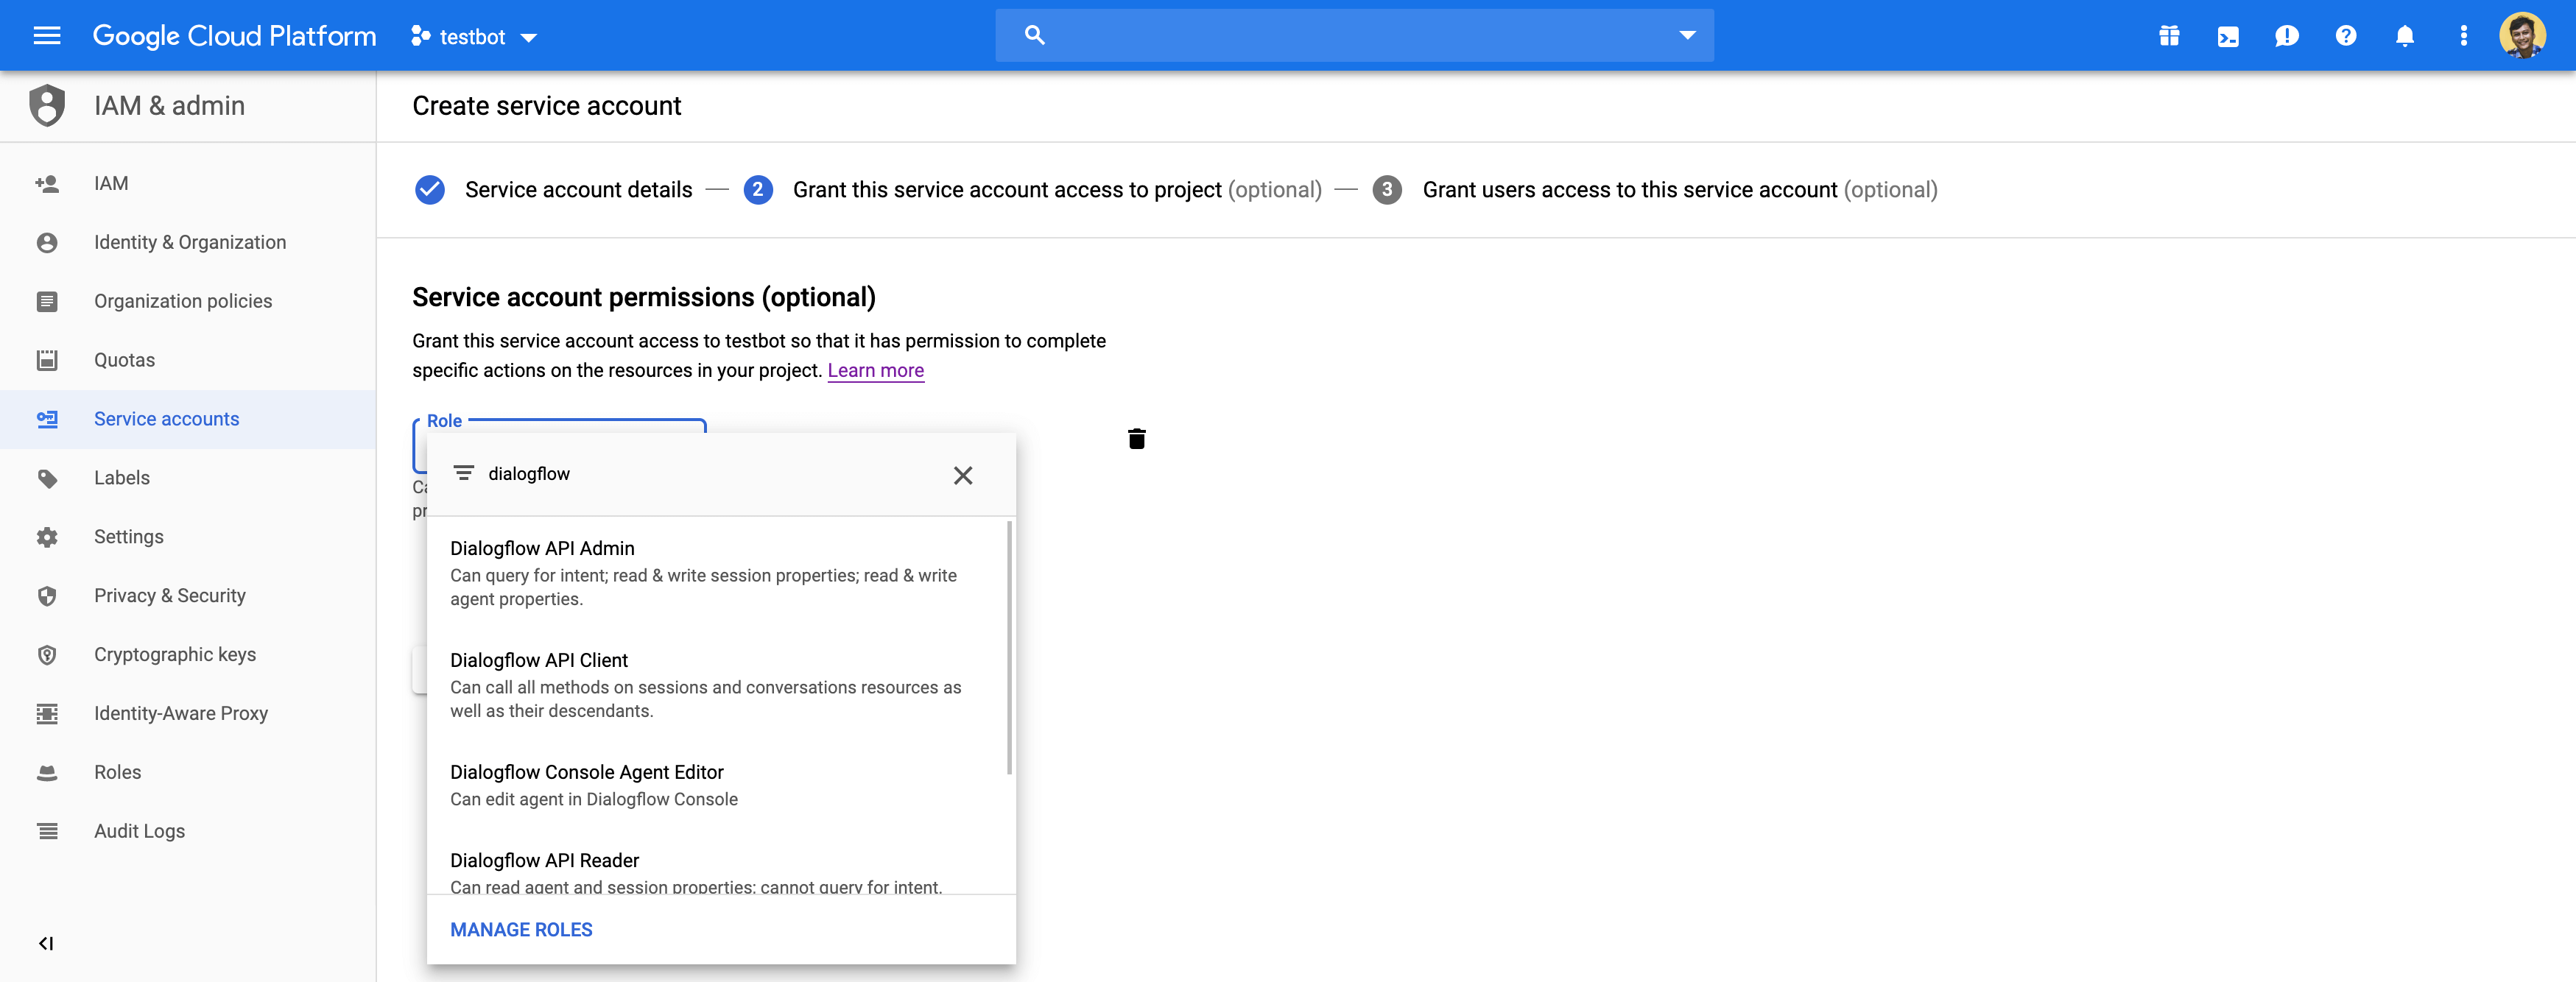 Google Cloud Platform testbot
IAM & admin
IAM
Identity & Organization
Organization policies
Quotas
Service accounts
Labels
Settings
Privacy & Security
Cryptographic keys
Identity-Aware Proxy
Roles
Audit Logs
Create service account
Service account details — 2 Grant this service account access to project (optional) — 3 Grant users access to this service account (optional)
Service account permissions (optional)
Grant this service account access to testbot so that it has permission to complete
specific actions on the resources in your project. Learn more
Role
dialogflow
Dialogflow API Admin
Can query for intent; read & write session properties; read & write
agent properties.
Dialogflow API Client
Can call all methods on sessions and conversations resources as
well as their descendants.
Dialogflow Console Agent Editor
Can edit agent in Dialogflow Console
Dialogflow API Reader
Can read agent and session properties; cannot query for intent.
MANAGE ROLES